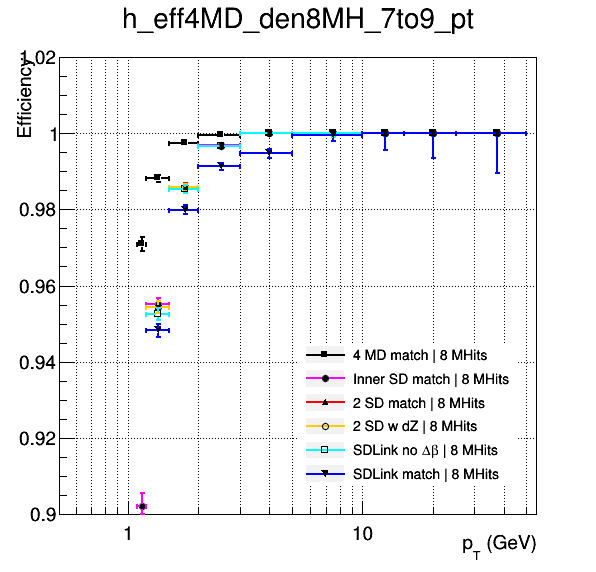 h_eff4MD_den8MH_7to9_pt
Efficiency
1.02
1
0.98
0.96
0.94
0.92
0.9
4 MD match | 8 MHits
Inner SD match | 8 MHits
2 SD match | 8 MHits
2 SD w dZ | 8 MHits
SDLink no Δβ | 8 MHits
SDLink match | 8 MHits
1
10
p_T (GeV)